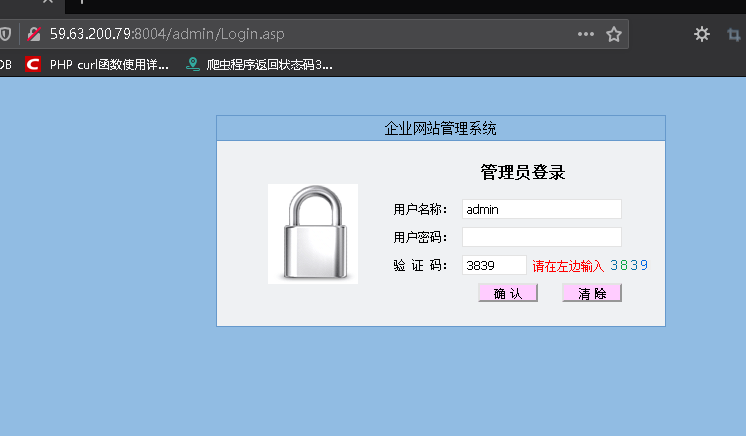 59.63.200.79:8004/admin/Login.asp
DB PHP curl函数使用详... 爬虫程序返回状态码3...
企业网站管理系统
管理员登录
用户名称： admin
用户密码：
验 证 码： 3839 请在左边输入 3839
确 认 清 除